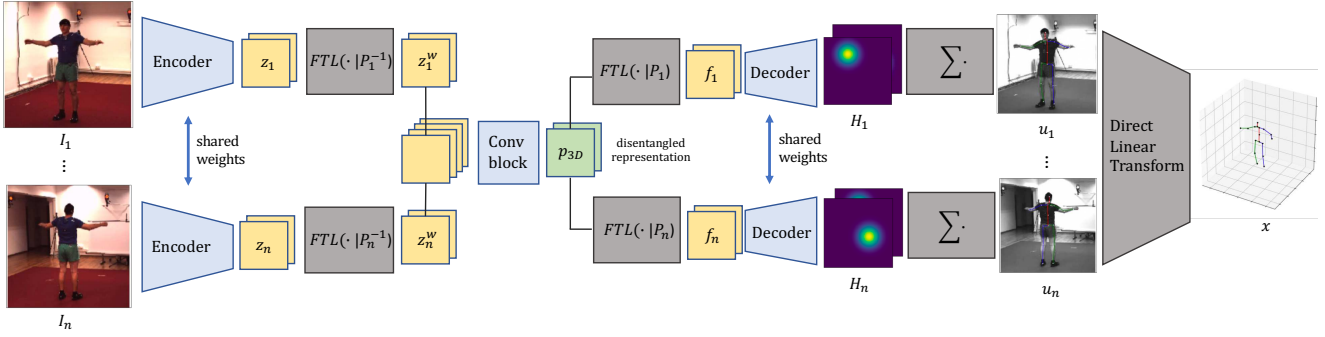 Encoder
z₁
FTL(· |P₁⁻¹)
z₁ʷ
I₁
⋮
shared
weights
Encoder
zₙ
FTL(· |Pₙ⁻¹)
zₙʷ
Iₙ
Conv
block
p₃D
disentangled
representation
FTL(· |P₁)
f₁
Decoder
H₁
∑·
u₁
⋮
shared
weights
FTL(· |Pₙ)
fₙ
Decoder
Hₙ
∑·
uₙ
Direct
Linear
Transform
x